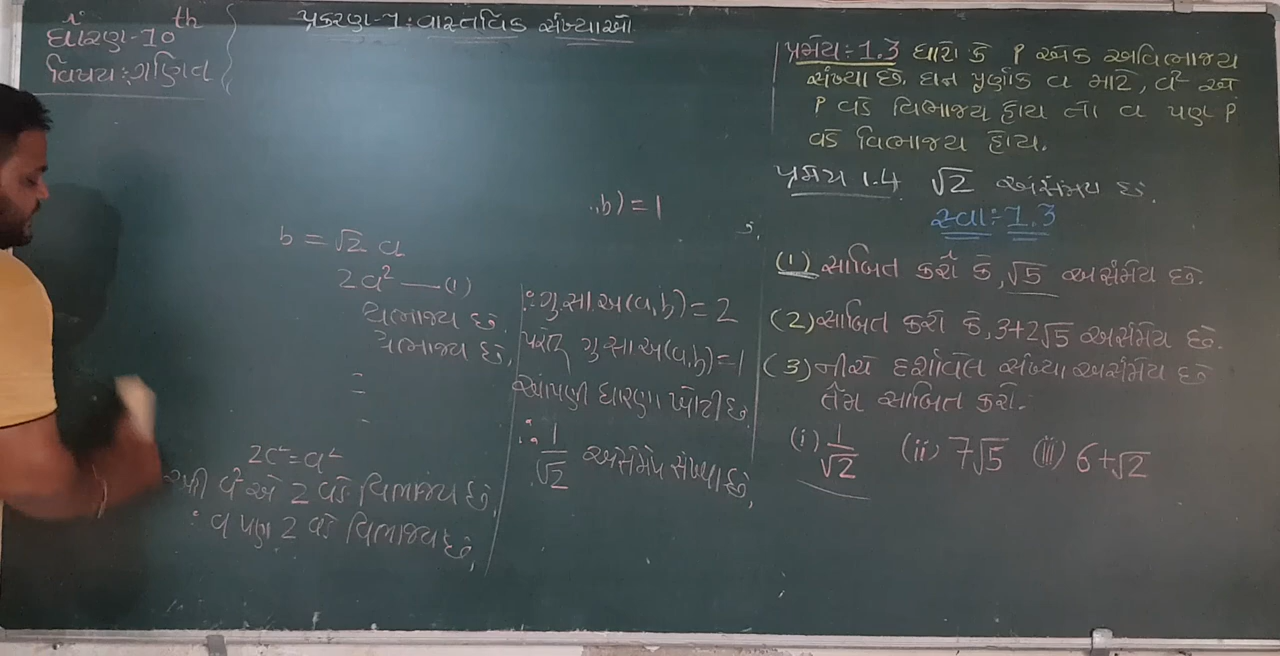 ધોરણ-10th
વિષય:ગણિત
પ્રકરણ-1:વાસ્તવિક સંખ્યાઓ
b = √2 a
2a² —(1)
વિભાજ્ય છે.
વિભાજ્ય છે,
=
2c²=a²
a² એ 2 વડે વિભાજ્ય છે,
∴ a પણ 2 વડે વિભાજ્ય છે,
,b)=1
∴ગુ.સા.અ(a,b)=2
પરંતુ ગુ.સા.અ(a,b)=1
આપણી ધારણા ખોટી છે
∴ 1/√2 અસંમેય સંખ્યા છે,
પ્રમેય:-1.3 ધારો કે P એક અવિભાજ્ય
સંખ્યા છે. ધન પૂર્ણાંક a માટે, a² એ
P વડે વિભાજ્ય હોય તો a પણ P
વડે વિભાજ્ય હોય.
પ્રમેય 1.4 √2 અસંમેય છે.
સ્વા:-1.3
(1) સાબિત કરો કે,√5 અસંમેય છે.
(2)સાબિત કરો કે,3+2√5 અસંમેય છે.
(3)નીચે દર્શાવેલ સંખ્યા અસંમેય છે
તેમ સાબિત કરો.
(i) 1/√2 (ii) 7√5 (iii) 6+√2